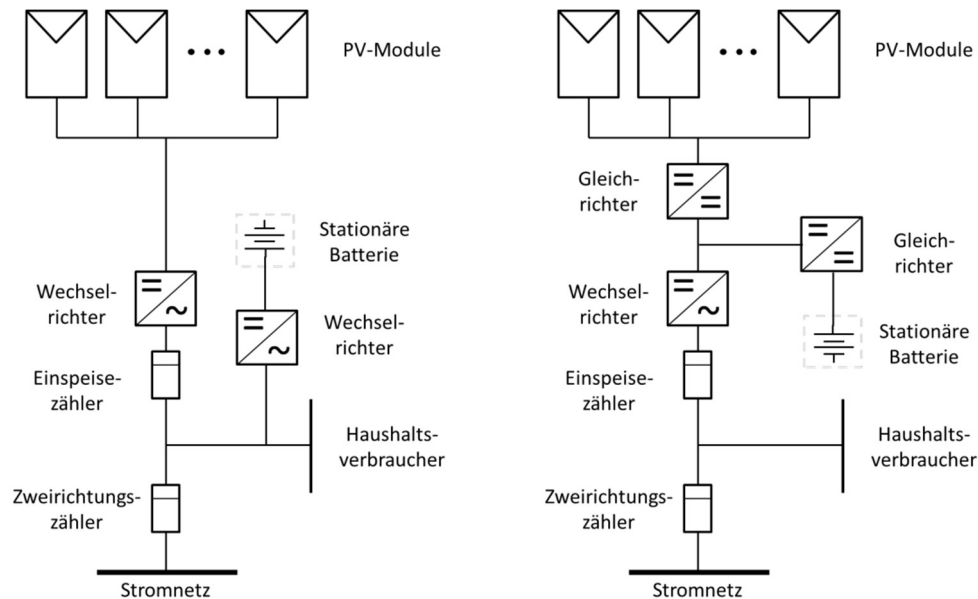 PV-Module
Stationäre
Batterie
Wechsel-
richter
Wechsel-
richter
Einspeise-
zähler
Haushalts-
verbraucher
Zweirichtungs-
zähler
Stromnetz
PV-Module
Gleich-
richter
Gleich-
richter
Wechsel-
richter
Stationäre
Batterie
Einspeise-
zähler
Haushalts-
verbraucher
Zweirichtungs-
zähler
Stromnetz